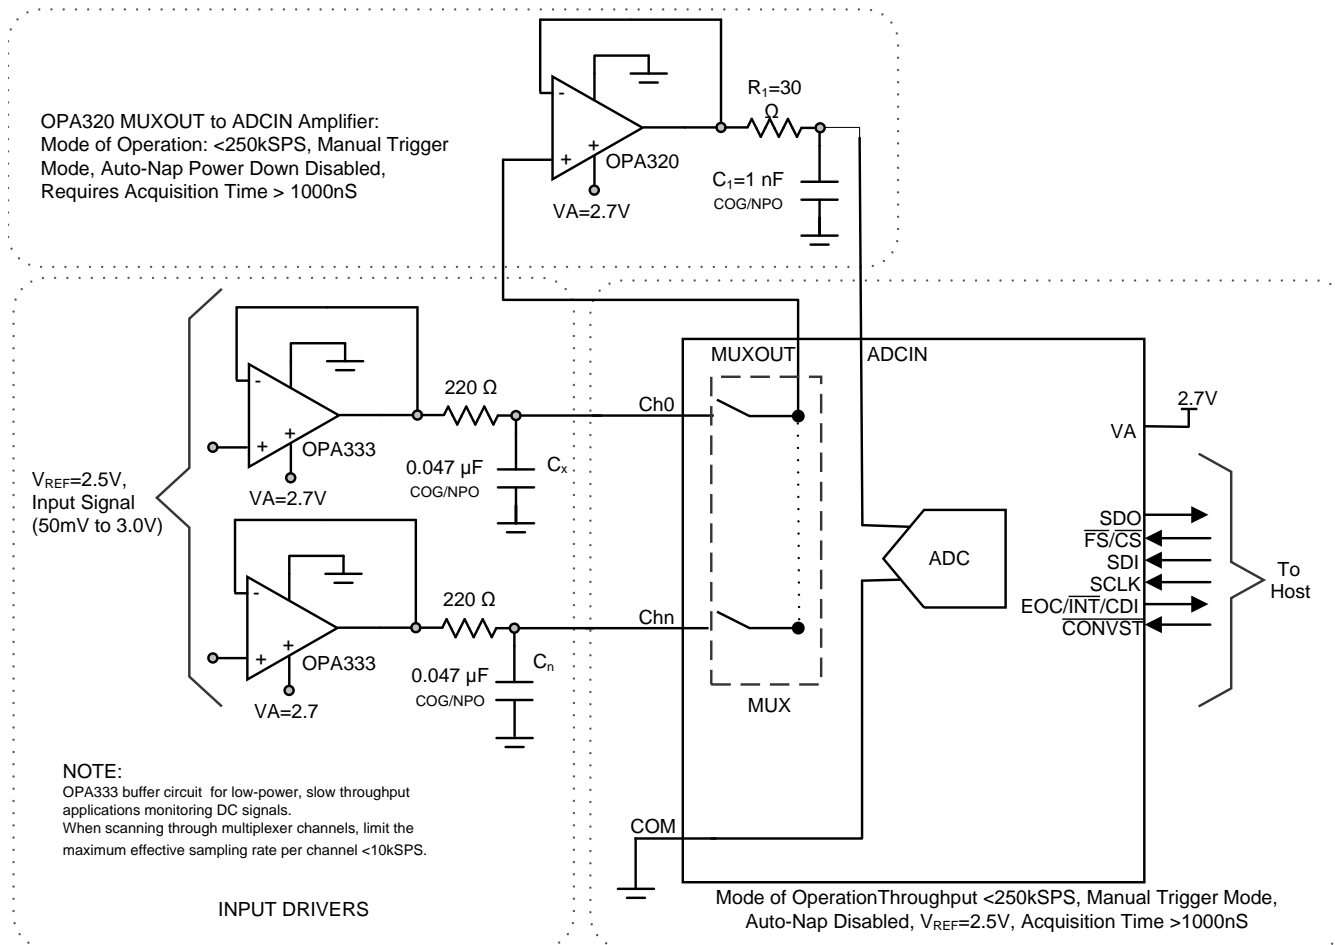 OPA320 MUXOUT to ADCIN Amplifier:
Mode of Operation: <250kSPS, Manual Trigger
Mode, Auto-Nap Power Down Disabled,
Requires Acquisition Time > 1000nS
-
+
+
OPA320
VA=2.7V
R₁=30
Ω
C₁=1 nF
COG/NPO
VREF=2.5V,
Input Signal
(50mV to 3.0V)
-
+
+
OPA333
VA=2.7V
220 Ω
0.047 µF
COG/NPO
Cx
-
+
+
OPA333
VA=2.7
220 Ω
0.047 µF
COG/NPO
Cn
NOTE:
OPA333 buffer circuit for low-power, slow throughput
applications monitoring DC signals.
When scanning through multiplexer channels, limit the
maximum effective sampling rate per channel <10kSPS.
INPUT DRIVERS
MUXOUT
ADCIN
Ch0
Chn
MUX
COM
ADC
2.7V
VA
SDO
FS/CS
SDI
SCLK
EOC/INT/CDI
CONVST
To
Host
Mode of OperationThroughput <250kSPS, Manual Trigger Mode,
Auto-Nap Disabled, VREF=2.5V, Acquisition Time >1000nS